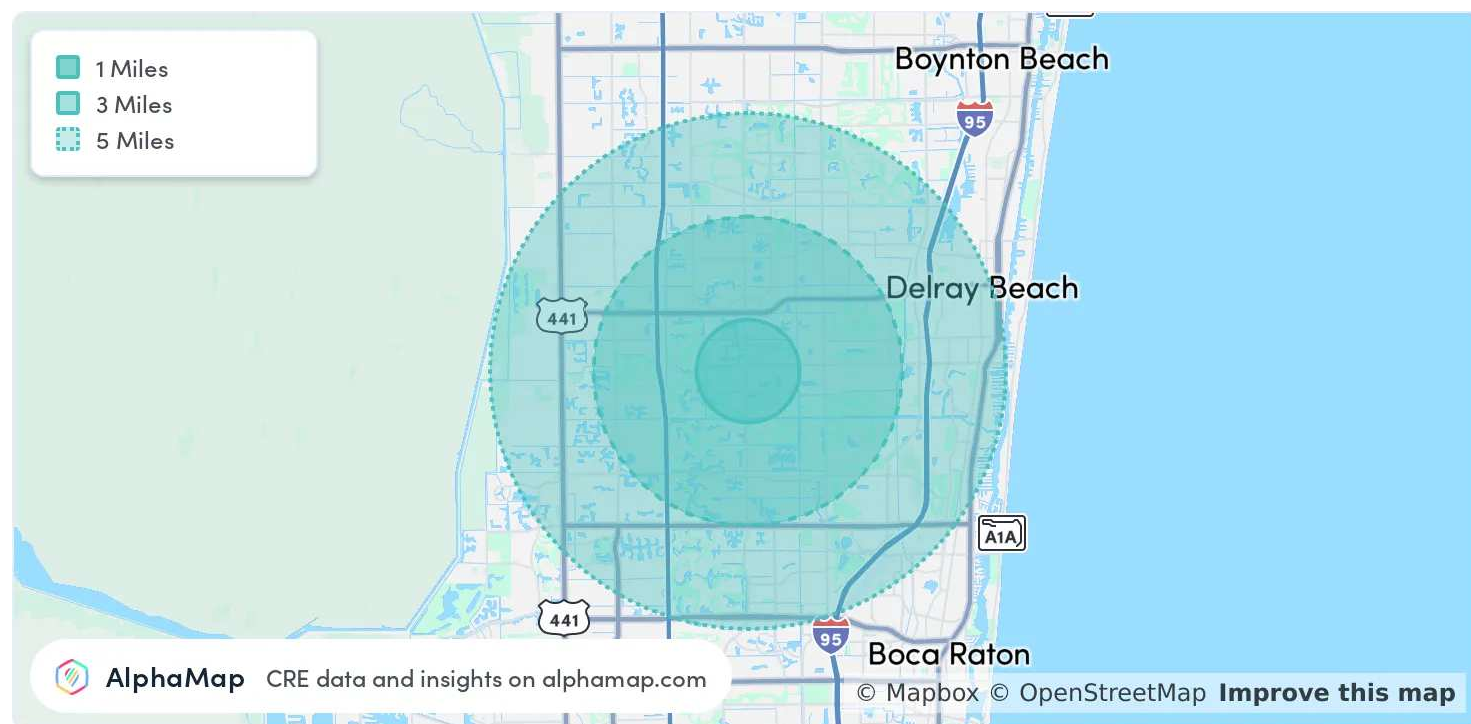 1 Miles
3 Miles
5 Miles
Boynton Beach
95
Delray Beach
441
A1A
441
95
Boca Raton
AlphaMap CRE data and insights on alphamap.com
© Mapbox © OpenStreetMap Improve this map